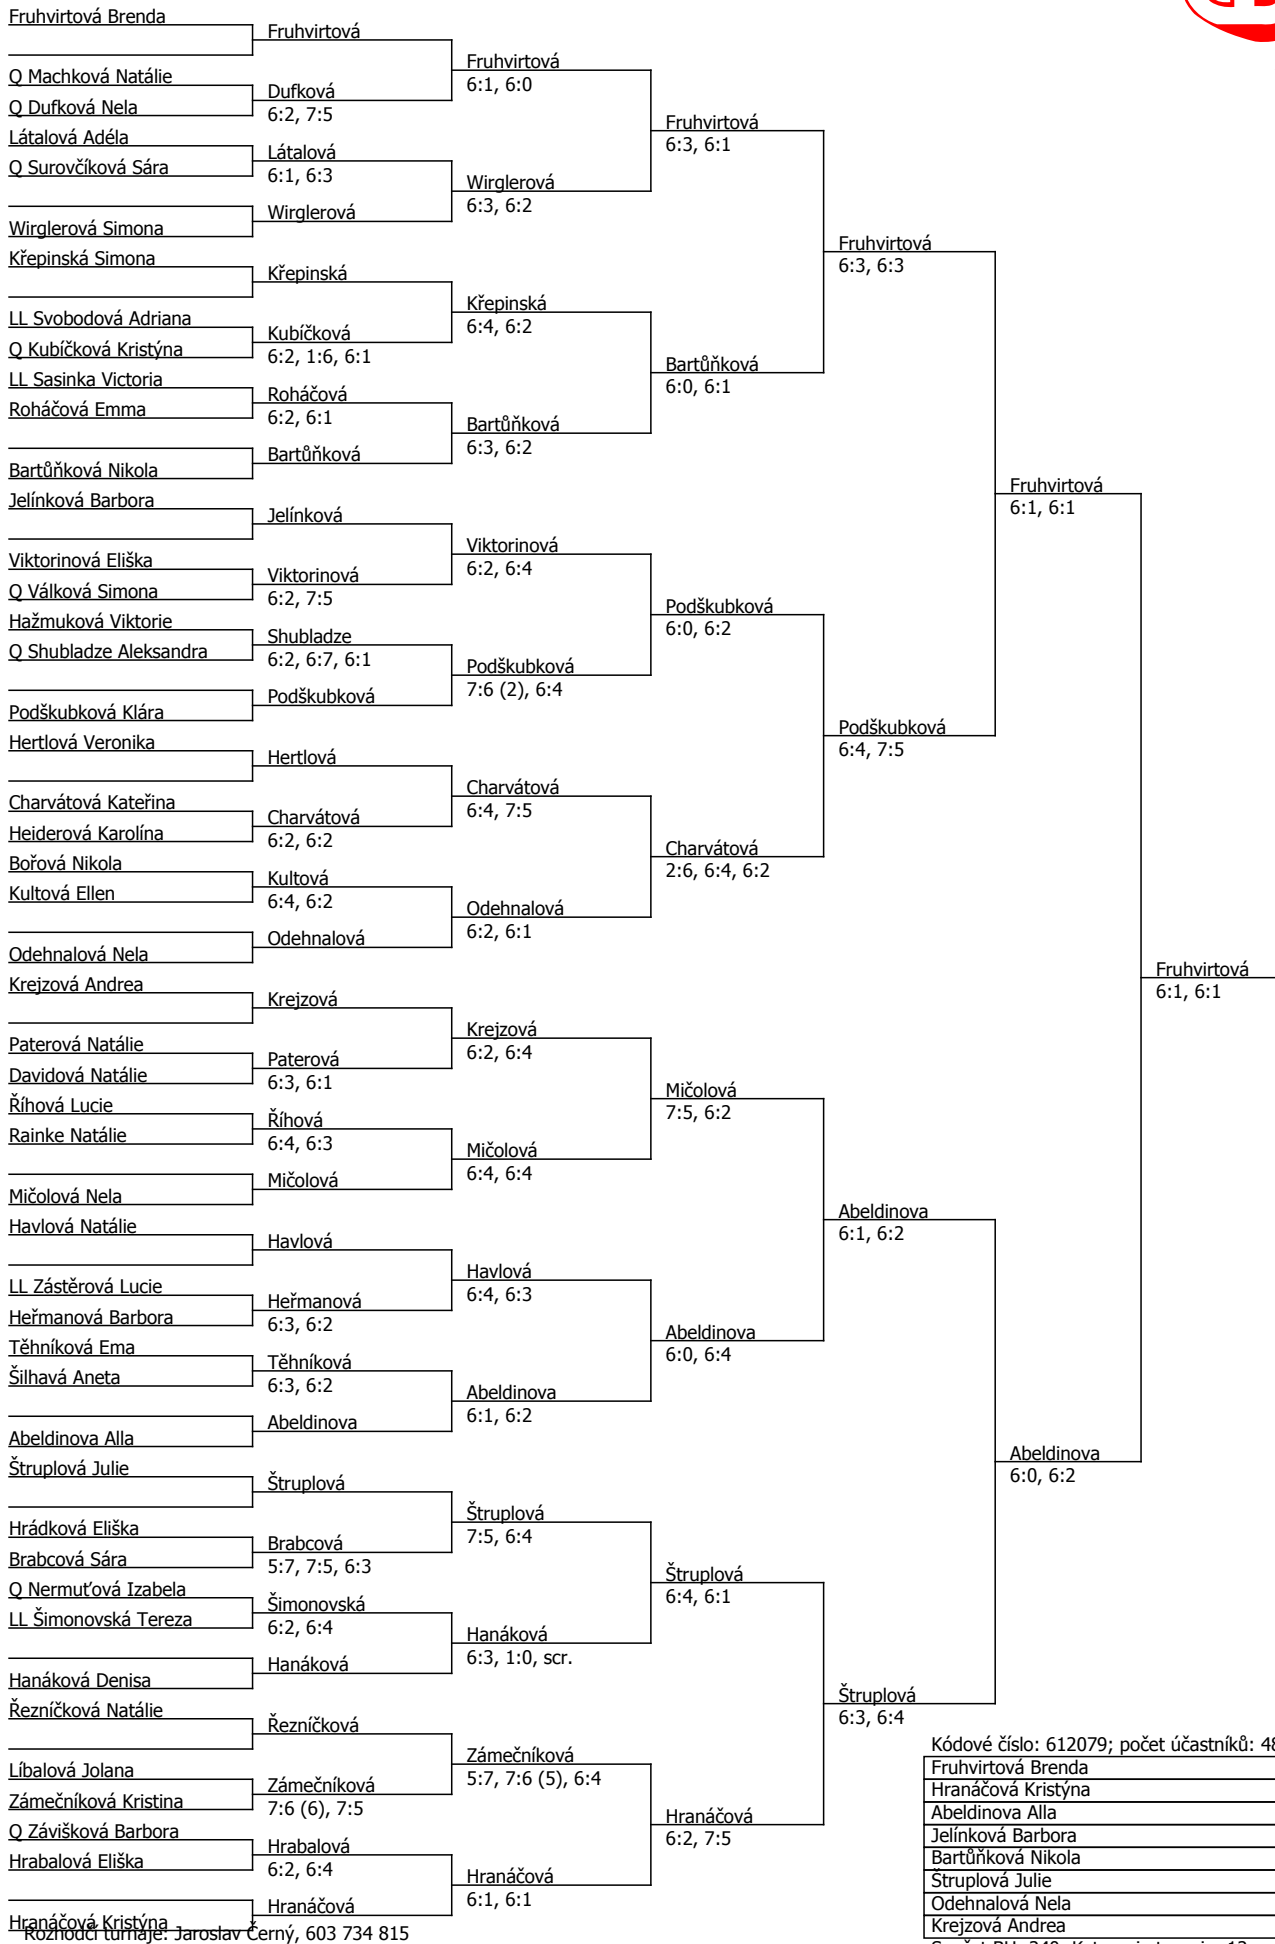 Fruhvirtová Brenda
Q Machková Natálie
Q Dufková Nela
Látalová Adéla
Q Surovčíková Sára
Wirglerová Simona
Křepinská Simona
LL Svobodová Adriana
Q Kubíčková Kristýna
LL Sasinka Victoria
Roháčová Emma
Bartůňková Nikola
Jelínková Barbora
Viktorinová Eliška
Q Válková Simona
Hažmuková Viktorie
Q Shubladze Aleksandra
Podškubková Klára
Hertlová Veronika
Charvátová Kateřina
Heiderová Karolína
Bořová Nikola
Kultová Ellen
Odehnalová Nela
Krejzová Andrea
Paterová Natálie
Davidová Natálie
Říhová Lucie
Rainke Natálie
Mičolová Nela
Havlová Natálie
LL Zástěrová Lucie
Heřmanová Barbora
Těhníková Ema
Šilhavá Aneta
Abeldinova Alla
Štruplová Julie
Hrádková Eliška
Brabcová Sára
Q Nermuťová Izabela
LL Šimonovská Tereza
Hanáková Denisa
Řezníčková Natálie
Líbalová Jolana
Zámečníková Kristina
Q Závišková Barbora
Hrabalová Eliška
Hranáčová Kristýna
Fruhvirtová
Dufková
6:2, 7:5
Látalová
6:1, 6:3
Wirglerová
Křepinská
Kubíčková
6:2, 1:6, 6:1
Roháčová
6:2, 6:1
Bartůňková
Jelínková
Viktorinová
6:2, 7:5
Shubladze
6:2, 6:7, 6:1
Podškubková
Hertlová
Charvátová
6:2, 6:2
Kultová
6:4, 6:2
Odehnalová
Krejzová
Paterová
6:3, 6:1
Říhová
6:4, 6:3
Mičolová
Havlová
Heřmanová
6:3, 6:2
Těhníková
6:3, 6:2
Abeldinova
Štruplová
Brabcová
5:7, 7:5, 6:3
Šimonovská
6:2, 6:4
Hanáková
Řezníčková
Zámečníková
7:6 (6), 7:5
Hrabalová
6:2, 6:4
Hranáčová
Fruhvirtová
6:1, 6:0
Wirglerová
6:3, 6:2
Křepinská
6:4, 6:2
Bartůňková
6:3, 6:2
Viktorinová
6:2, 6:4
Podškubková
7:6 (2), 6:4
Charvátová
6:4, 7:5
Odehnalová
6:2, 6:1
Krejzová
6:2, 6:4
Mičolová
6:4, 6:4
Havlová
6:4, 6:3
Abeldinova
6:1, 6:2
Štruplová
7:5, 6:4
Hanáková
6:3, 1:0, scr.
Zámečníková
5:7, 7:6 (5), 6:4
Hranáčová
6:1, 6:1
Fruhvirtová
6:3, 6:1
Bartůňková
6:0, 6:1
Podškubková
6:0, 6:2
Charvátová
2:6, 6:4, 6:2
Mičolová
7:5, 6:2
Abeldinova
6:0, 6:4
Štruplová
6:4, 6:1
Hranáčová
6:2, 7:5
Fruhvirtová
6:3, 6:3
Podškubková
6:4, 7:5
Abeldinova
6:1, 6:2
Štruplová
6:3, 6:4
Fruhvirtová
6:1, 6:1
Abeldinova
6:0, 6:2
Fruhvirtová
6:1, 6:1
Rozhodčí turnaje: Jaroslav Černý, 603 734 815
Kódové číslo: 612079; počet účastníků: 48
Fruhvirtová Brenda
Hranáčová Kristýna
Abeldinova Alla
Jelínková Barbora
Bartůňková Nikola
Štruplová Julie
Odehnalová Nela
Krejzová Andrea